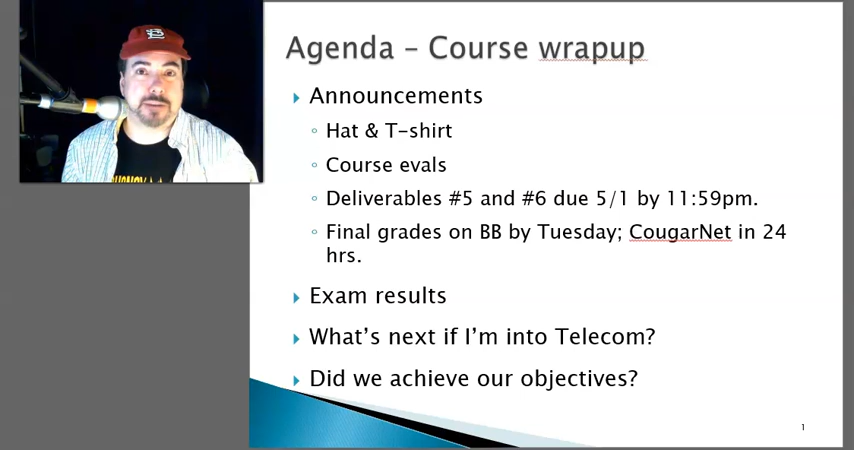 Agenda – Course wrapup
Announcements
Hat & T-shirt
Course evals
Deliverables #5 and #6 due 5/1 by 11:59pm.
Final grades on BB by Tuesday; CougarNet in 24
hrs.
Exam results
What's next if I'm into Telecom?
Did we achieve our objectives?
1